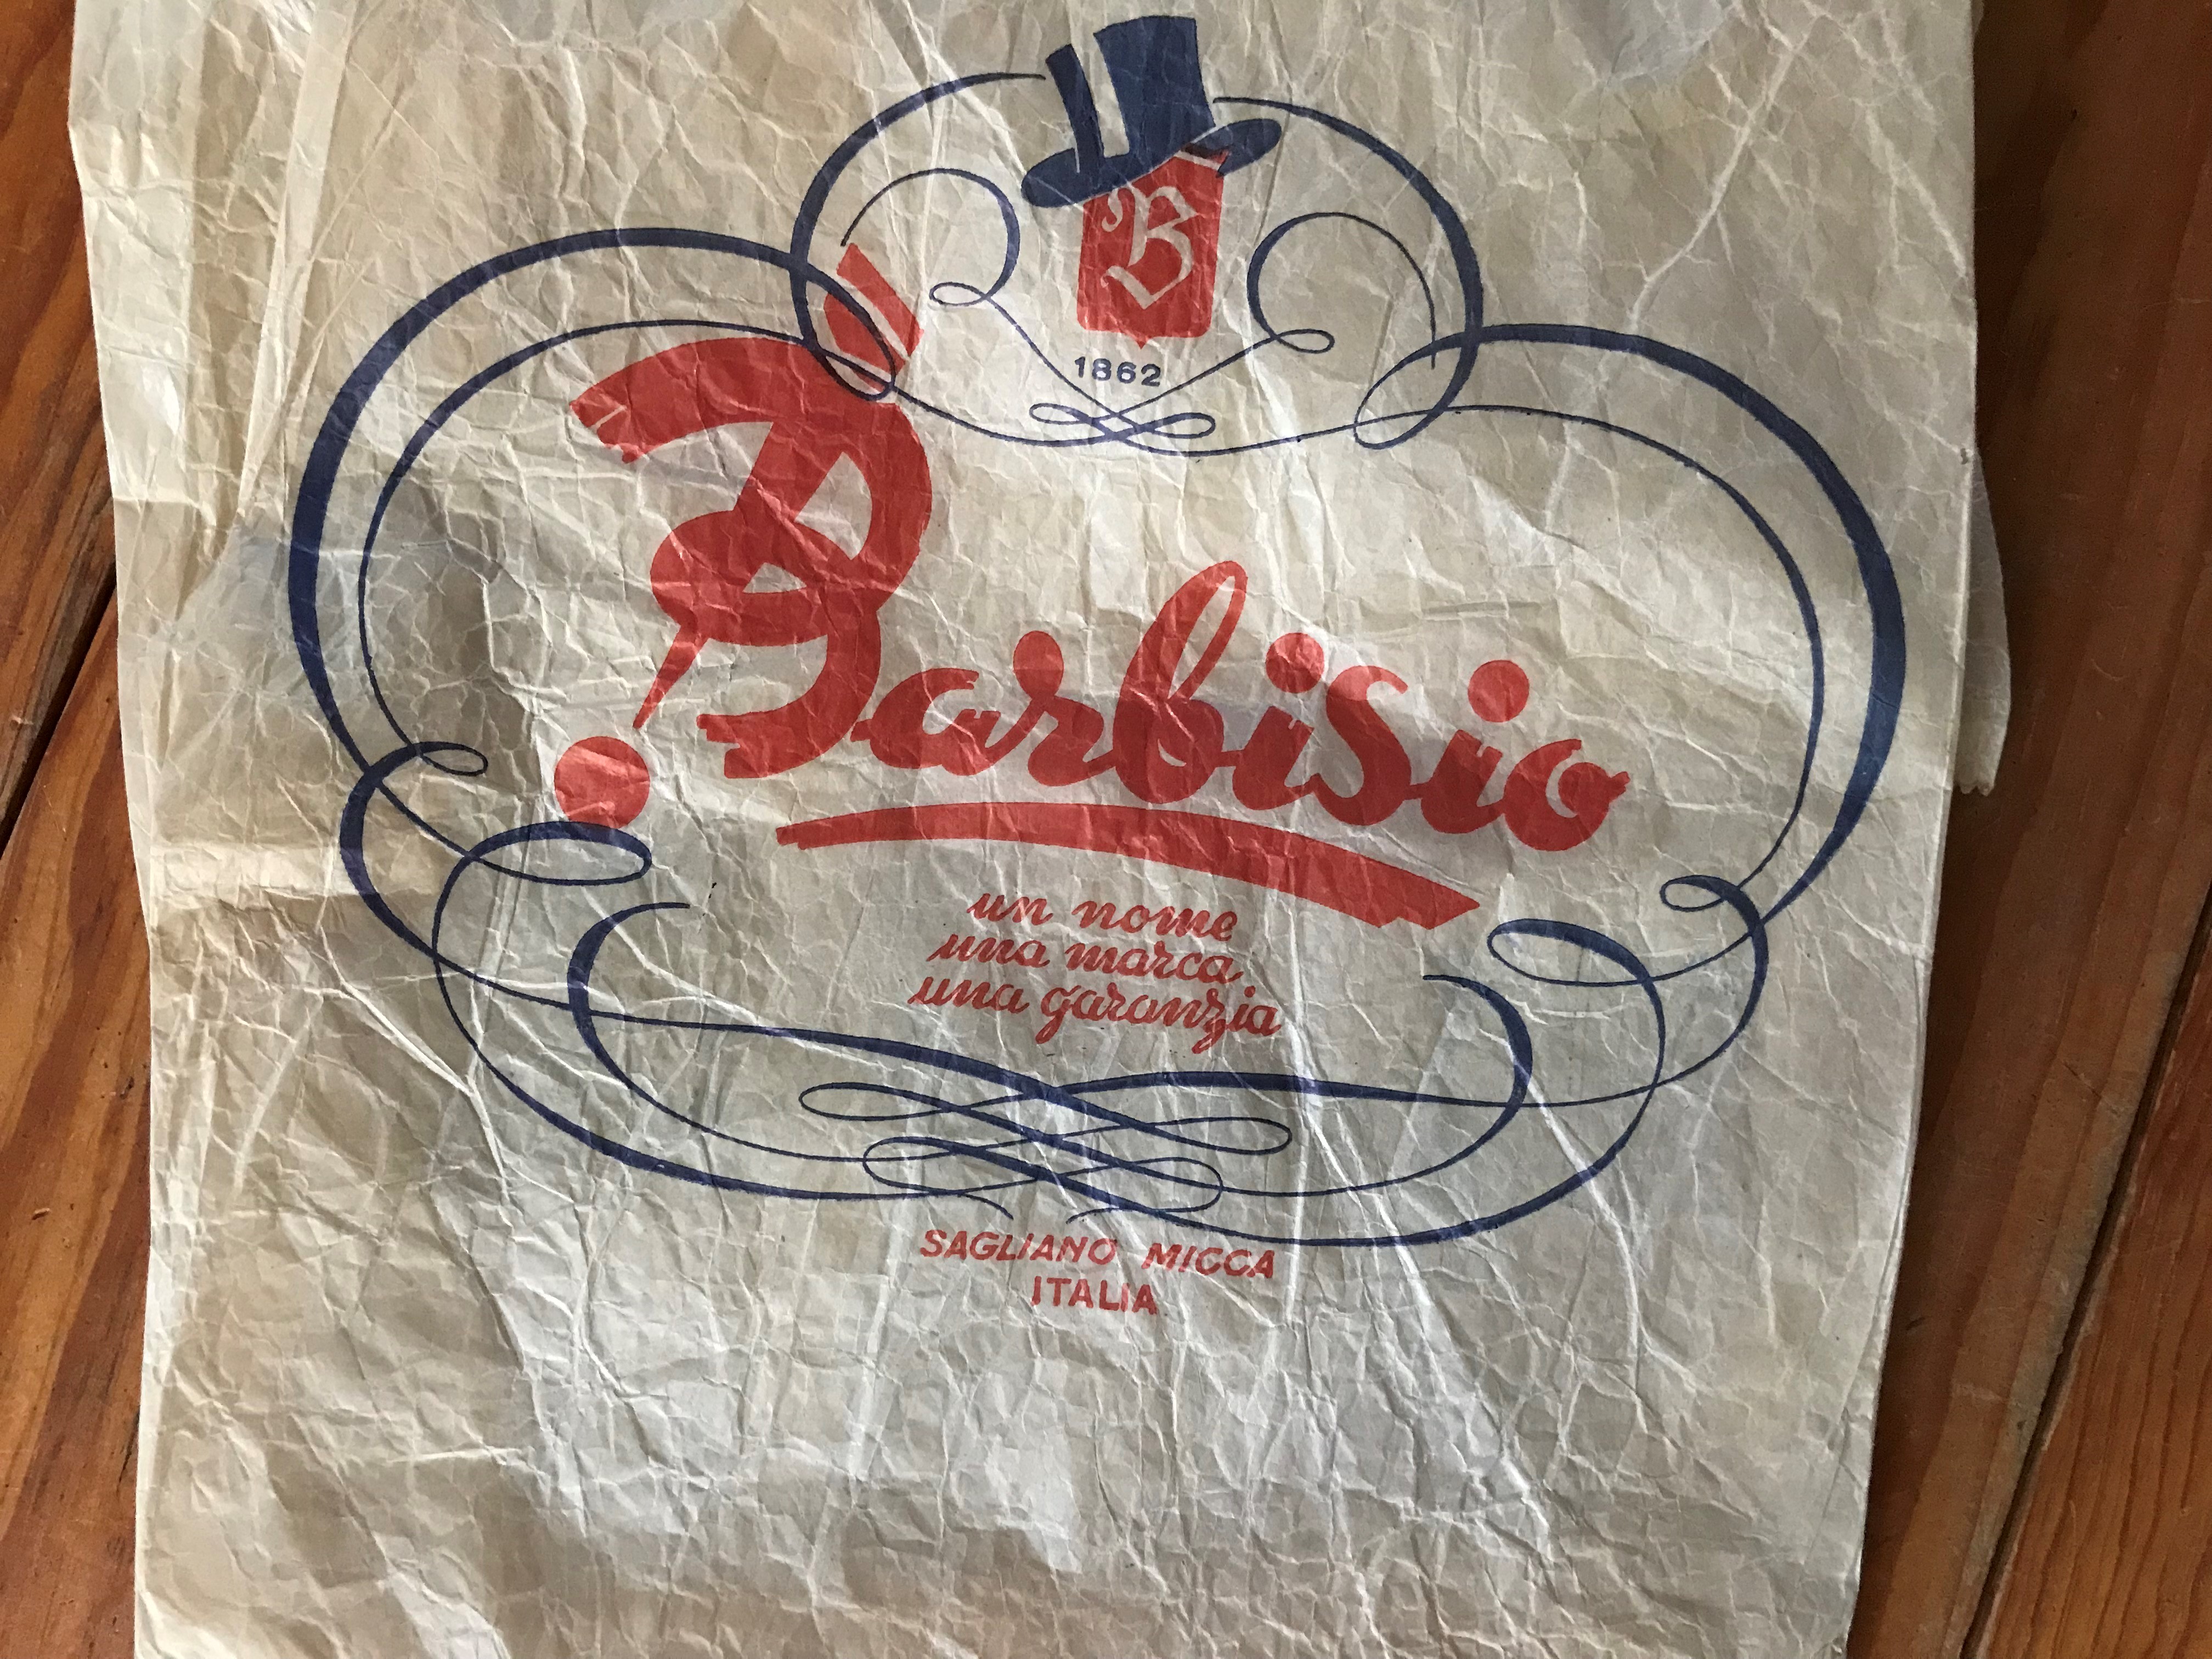 B
1862
Barbisio
un nome
una marca
una garanzia
SAGLIANO MICCA
ITALIA